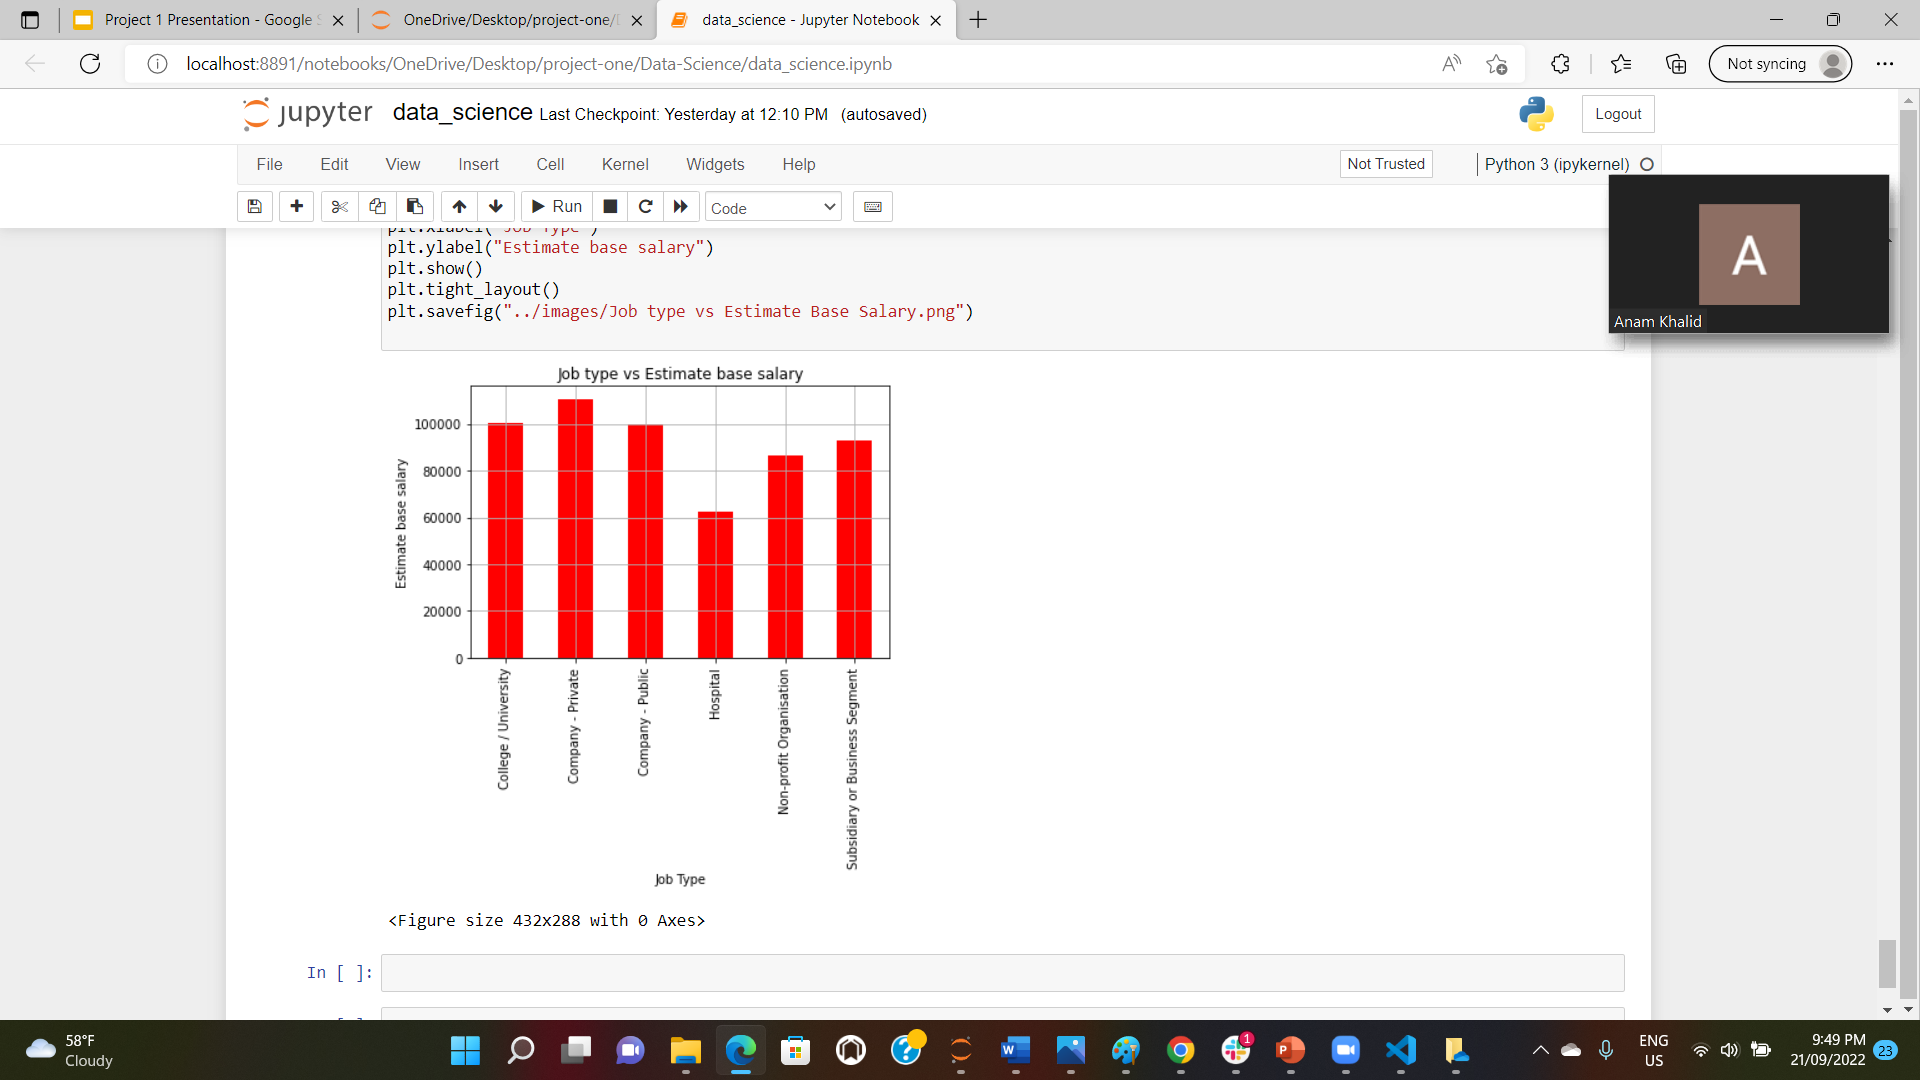 Project 1 Presentation - Google S
OneDrive/Desktop/project-one/D
data_science - Jupyter Notebook
localhost:8891/notebooks/OneDrive/Desktop/project-one/Data-Science/data_science.ipynb
Not syncing
jupyter data_science Last Checkpoint: Yesterday at 12:10 PM (autosaved)
Logout
File Edit View Insert Cell Kernel Widgets Help
Not Trusted
Python 3 (ipykernel)
Run
Code
A
Anam Khalid
plt.xlabel("Job Type")
plt.ylabel("Estimate base salary")
plt.show()
plt.tight_layout()
plt.savefig("../images/Job type vs Estimate Base Salary.png")
Job type vs Estimate base salary
100000
80000
60000
40000
20000
0
Estimate base salary
College / University
Company - Private
Company - Public
Hospital
Non-profit Organisation
Subsidiary or Business Segment
Job Type
<Figure size 432x288 with 0 Axes>
In [ ]:
58°F
Cloudy
1
ENG
US
9:49 PM
21/09/2022
23